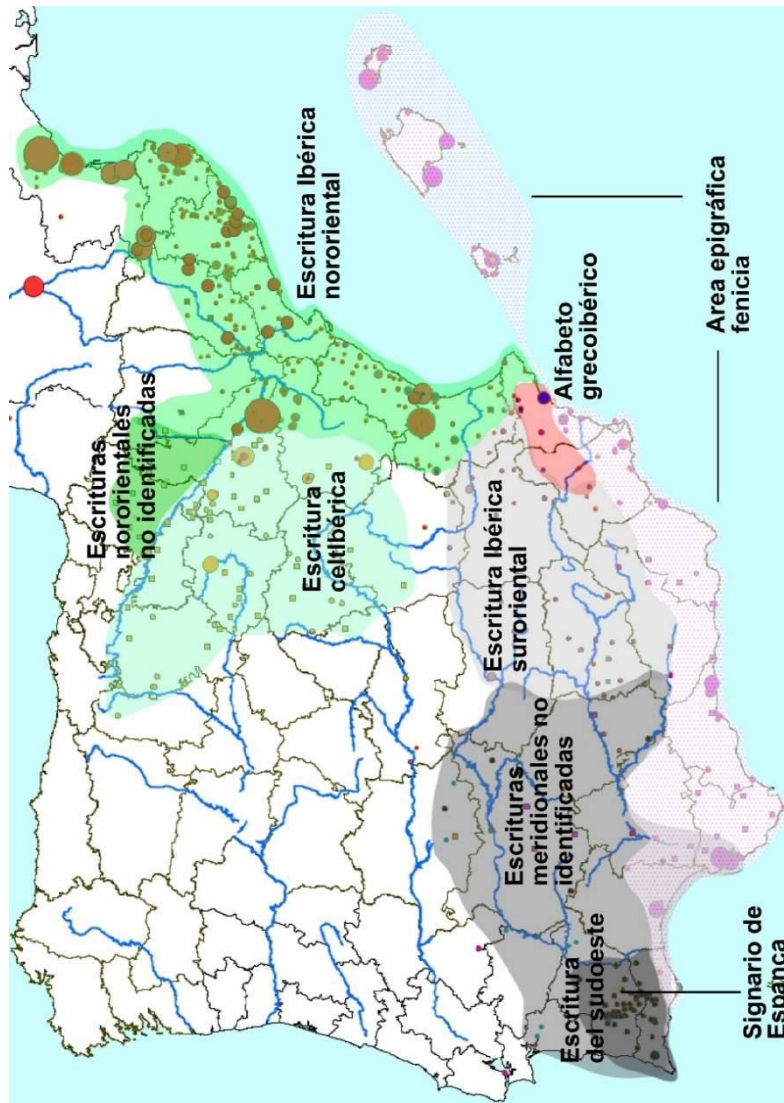 Escrituras
nororientales
no identificadas
Escritura Ibérica
nororiental
Escritura
celtibérica
Area epigráfica
fenicia
Alfabeto
grecoibérico
Escritura Ibérica
suroriental
Escrituras
meridionales no
identificadas
Escritura
del sudoeste
Signario de
Espanca